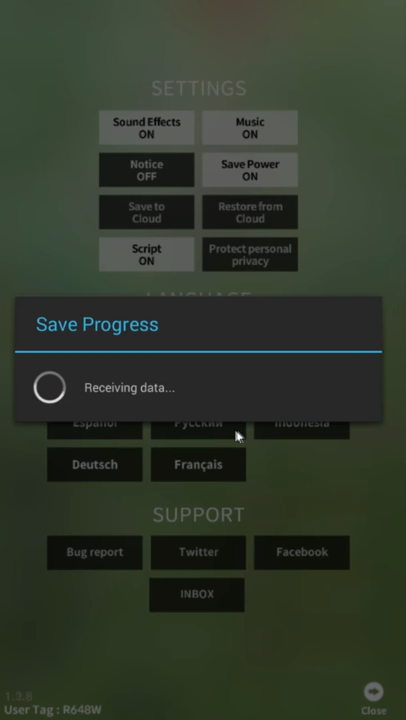 SETTINGS
Sound Effects
ON
Music
ON
Notice
OFF
Save Power
ON
Save to
Cloud
Restore from
Cloud
Script
ON
Protect personal
privacy
LANGUAGE
Save Progress
Receiving data...
Español
Русский
Indonesia
Deutsch
Français
SUPPORT
Bug report
Twitter
Facebook
INBOX
1.3.8
User Tag : R648W
Close